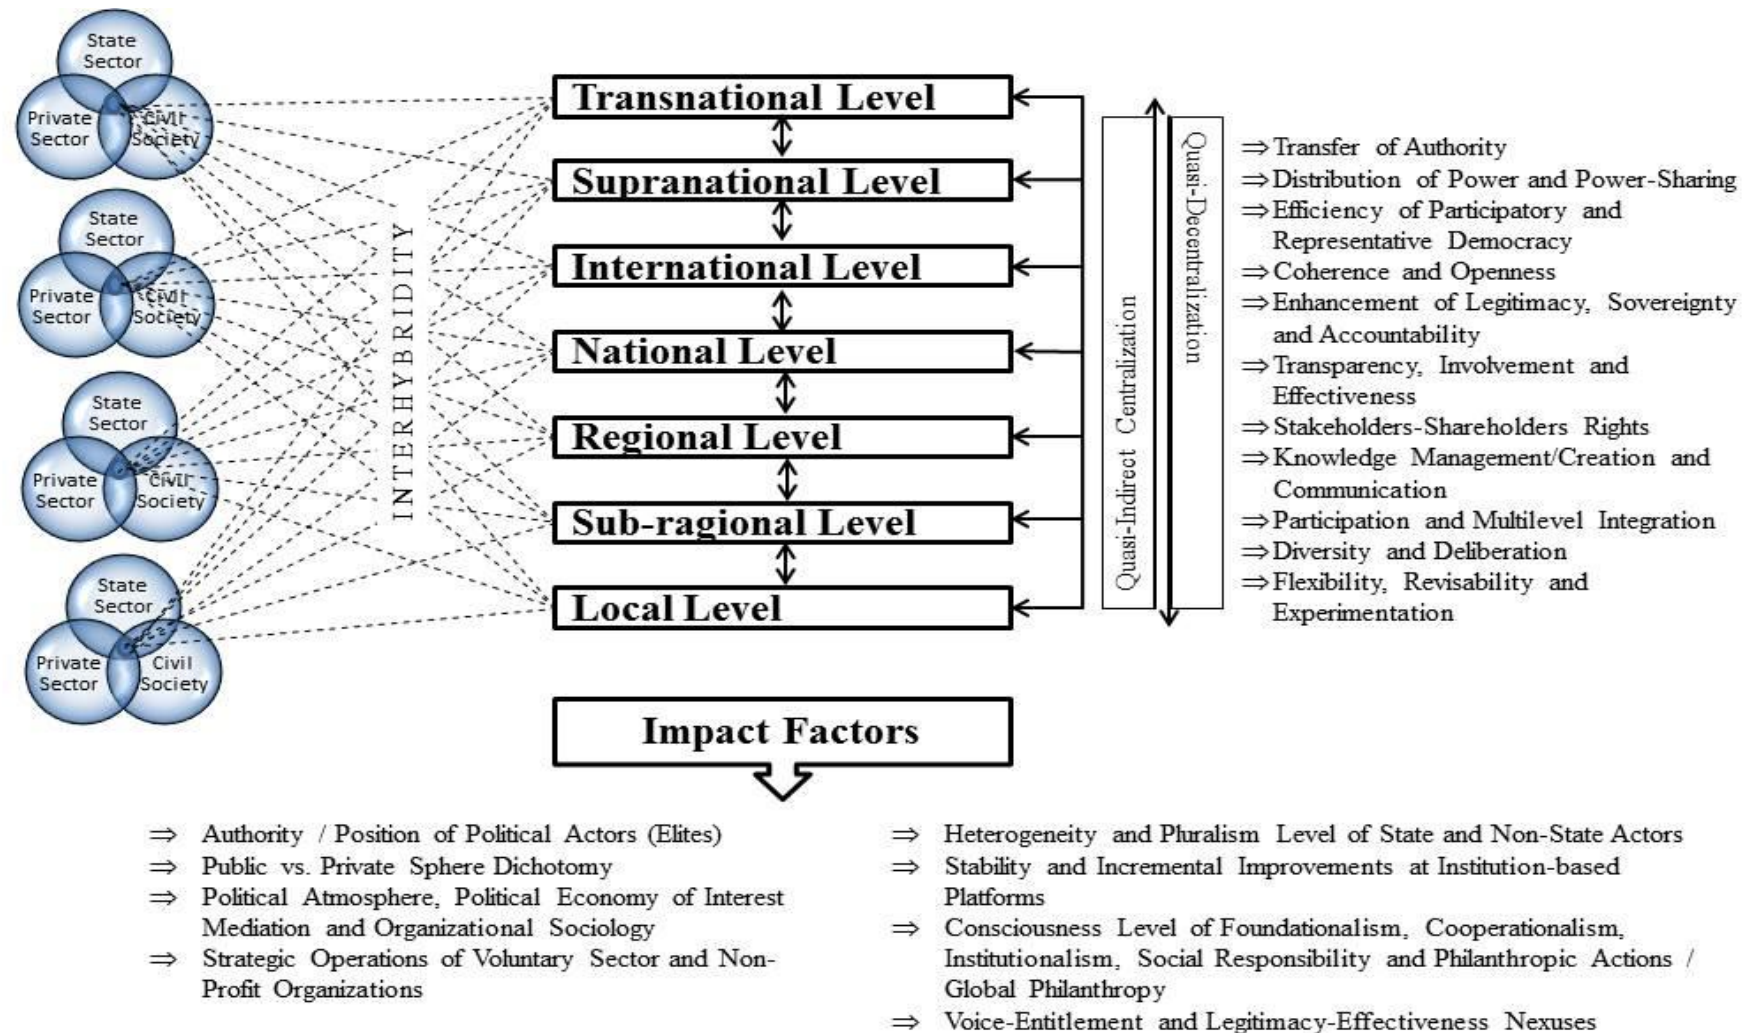 State
Sector
Private
Sector
Civil
Society
State
Sector
Private
Sector
Civil
Society
State
Sector
Private
Sector
Civil
Society
State
Sector
Private
Sector
Civil
Society
INTERHYBRIDITY
Transnational Level
Supranational Level
International Level
National Level
Regional Level
Sub-ragional Level
Local Level
Quasi-Indirect Centralization
Quasi-Decentralization
⇒ Transfer of Authority
⇒ Distribution of Power and Power-Sharing
⇒ Efficiency of Participatory and
Representative Democracy
⇒ Coherence and Openness
⇒ Enhancement of Legitimacy, Sovereignty
and Accountability
⇒ Transparency, Involvement and
Effectiveness
⇒ Stakeholders-Shareholders Rights
⇒ Knowledge Management/Creation and
Communication
⇒ Participation and Multilevel Integration
⇒ Diversity and Deliberation
⇒ Flexibility, Revisability and
Experimentation
Impact Factors
⇒ Authority / Position of Political Actors (Elites)
⇒ Public vs. Private Sphere Dichotomy
⇒ Political Atmosphere, Political Economy of Interest
Mediation and Organizational Sociology
⇒ Strategic Operations of Voluntary Sector and Non-
Profit Organizations
⇒ Heterogeneity and Pluralism Level of State and Non-State Actors
⇒ Stability and Incremental Improvements at Institution-based
Platforms
⇒ Consciousness Level of Foundationalism, Cooperationalism,
Institutionalism, Social Responsibility and Philanthropic Actions /
Global Philanthropy
⇒ Voice-Entitlement and Legitimacy-Effectiveness Nexuses